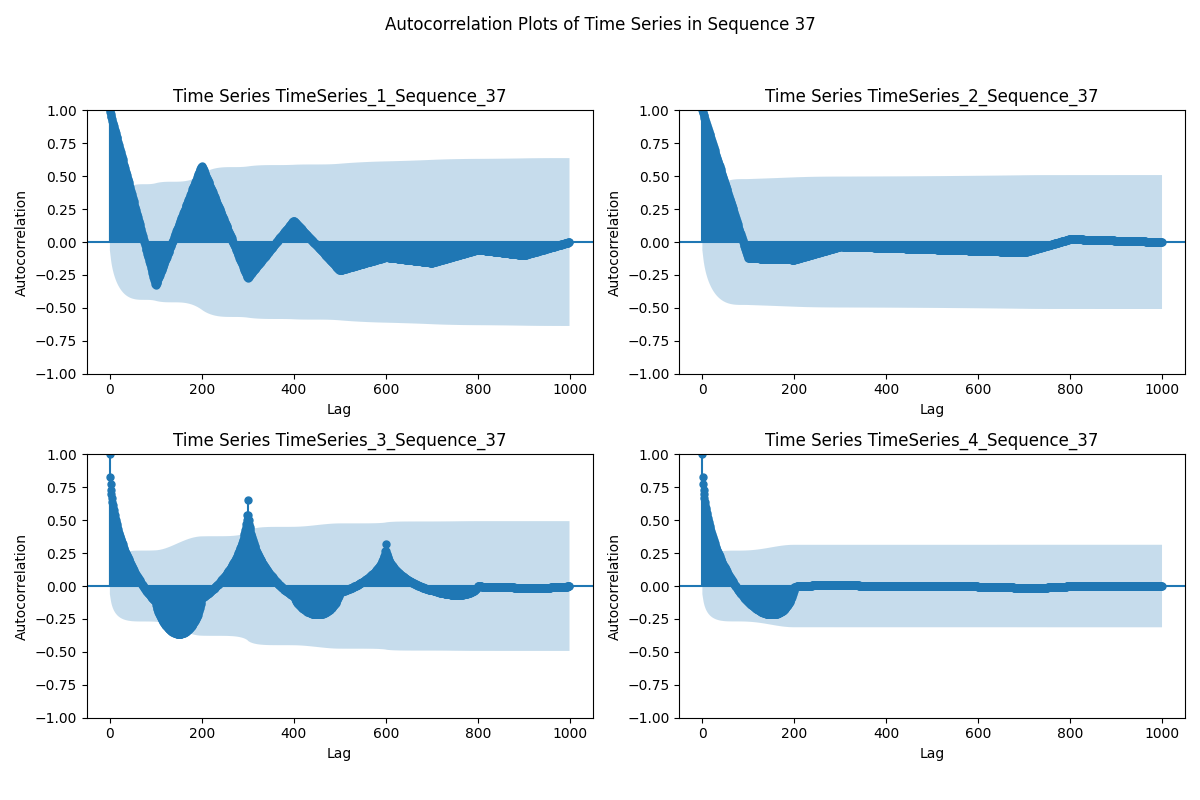 Autocorrelation Plots of Time Series in Sequence 37
Time Series TimeSeries_1_Sequence_37
Time Series TimeSeries_2_Sequence_37
1.00
0.75
0.50
0.25
0.00
−0.25
−0.50
−0.75
−1.00
Autocorrelation
0 200 400 600 800 1000
Lag
1.00
0.75
0.50
0.25
0.00
−0.25
−0.50
−0.75
−1.00
Autocorrelation
0 200 400 600 800 1000
Lag
Time Series TimeSeries_3_Sequence_37
Time Series TimeSeries_4_Sequence_37
1.00
0.75
0.50
0.25
0.00
−0.25
−0.50
−0.75
−1.00
Autocorrelation
0 200 400 600 800 1000
Lag
1.00
0.75
0.50
0.25
0.00
−0.25
−0.50
−0.75
−1.00
Autocorrelation
0 200 400 600 800 1000
Lag